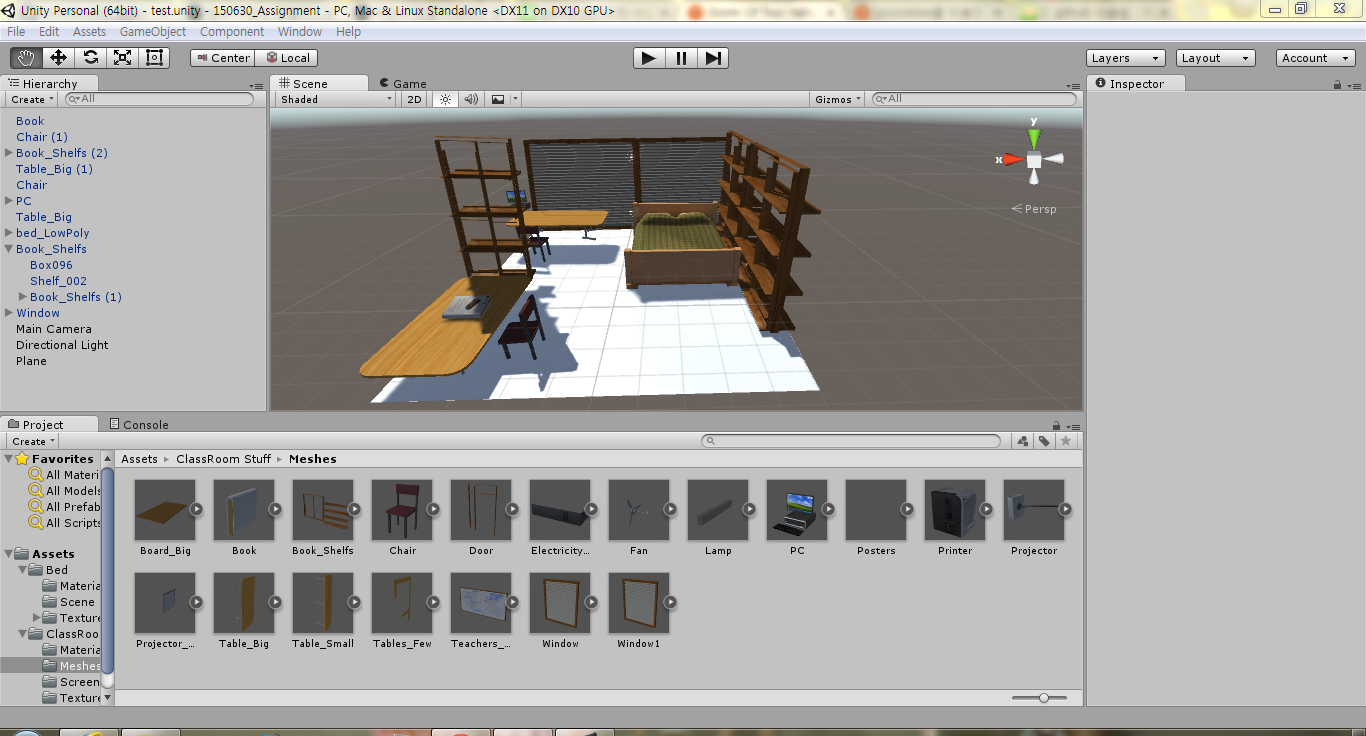 Unity Personal (64bit) - test.unity - 150630_Assignment - PC, Mac & Linux Standalone <DX11 on DX10 GPU>
File Edit Assets GameObject Component Window Help
Center Local Layers Layout Account
Hierarchy
Create All
Book
Chair (1)
Book_Shelfs (2)
Table_Big (1)
Chair
PC
Table_Big
bed_LowPoly
Book_Shelfs
Box096
Shelf_002
Book_Shelfs (1)
Window
Main Camera
Directional Light
Plane
Scene Game
Shaded 2D Gizmos All
y
x
Persp
Inspector
Project Console
Create
Favorites
All Materi
All Models
All Prefab
All Scripts
Assets
Bed
Materia
Scene
Texture
ClassRoo
Materia
Meshes
Screen
Texture
Assets ClassRoom Stuff Meshes
Board_Big Book Book_Shelfs Chair Door Electricity... Fan Lamp PC Posters Printer Projector
Projector_... Table_Big Table_Small Tables_Few Teachers_... Window Window1